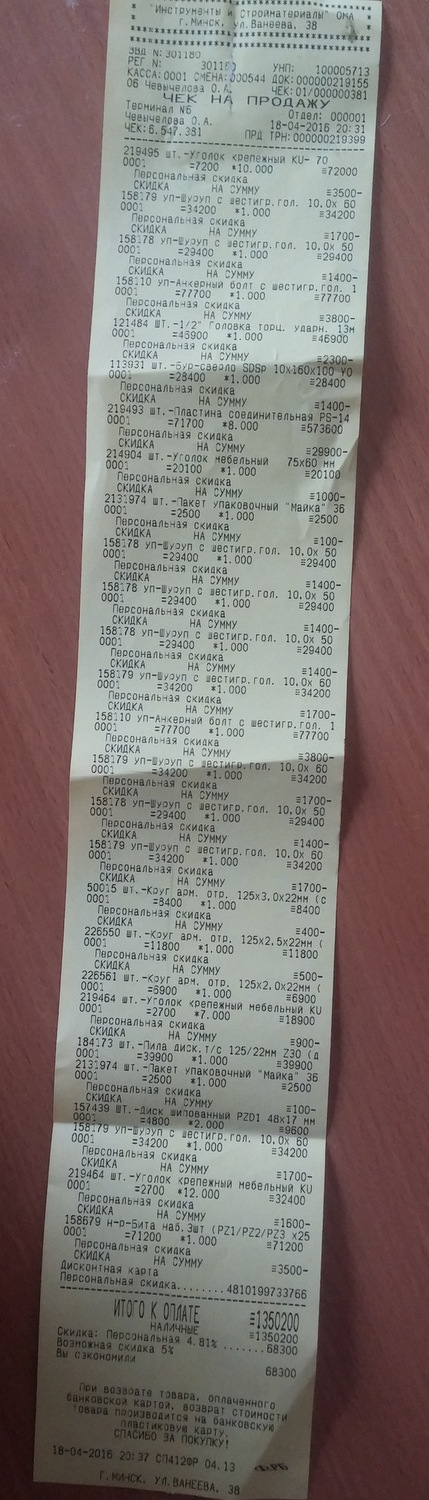 "Инструменты и Стройматериалы" ОМА
г.Минск, ул.Ванеева, 38
ЗВД N:301180
РЕГ N: 301180 УНП: 100005713
КАССА:0001 СМЕНА:000544 ДОК:000000219155
06 Чевычелова О.А. ЧЕК:01/000000381
ЧЕК НА ПРОДАЖУ
Терминал №6 Отдел: 000001
Чевычелова О.А. 18-04-2016 20:31
ЧЕК:6.547.381 ПРД ТРН:000000219399
219495 шт.-Уголок крепежный KU- 70
0001 =7200 *10.000 ≡72000
Персональная скидка
СКИДКА НА СУММУ ≡3500-
158179 уп-Шуруп с шестигр.гол. 10.0х 60
0001 =34200 *1.000 ≡34200
Персональная скидка
СКИДКА НА СУММУ ≡1700-
158178 уп-Шуруп с шестигр.гол. 10.0х 50
0001 =29400 *1.000 ≡29400
Персональная скидка
СКИДКА НА СУММУ ≡1400-
158110 уп-Анкерный болт с шестигр. 1
0001 =77700 *1.000 ≡77700
Персональная скидка
СКИДКА НА СУММУ ≡3800-
121484 ШТ.-1/2" Головка торц. ударн. 13м
0001 =46900 *1.000 ≡46900
Персональная скидка
СКИДКА НА СУММУ ≡2300-
113931 шт.-Бур-сверло SDSp 10x160x100 YO
0001 =28400 *1.000 ≡28400
Персональная скидка
СКИДКА НА СУММУ ≡1400-
219493 шт.-Пластина соединительная PS-14
0001 =71700 *8.000 ≡573600
Персональная скидка
СКИДКА НА СУММУ ≡29900-
214904 шт.-Уголок мебельный 75х60 мм
0001 =20100 *1.000 ≡20100
Персональная скидка
СКИДКА НА СУММУ ≡1000-
2131974 шт.-Пакет упаковочный "Майка" 36
0001 =2500 *1.000 ≡2500
Персональная скидка
СКИДКА НА СУММУ ≡100-
158178 уп-Шуруп с шестигр.гол. 10.0х 50
0001 =29400 *1.000 ≡29400
Персональная скидка
СКИДКА НА СУММУ ≡1400-
158178 уп-Шуруп с шестигр.гол. 10.0х 50
0001 =29400 *1.000 ≡29400
Персональная скидка
СКИДКА НА СУММУ ≡1400-
158178 уп-Шуруп с шестигр.гол. 10.0х 50
0001 =29400 *1.000 ≡29400
Персональная скидка
СКИДКА НА СУММУ ≡1400-
158179 уп-Шуруп с шестигр.гол. 10.0х 60
0001 =34200 *1.000 ≡34200
Персональная скидка
СКИДКА НА СУММУ ≡1700-
158110 уп-Анкерный болт с шестигр. 1
0001 =77700 *1.000 ≡77700
Персональная скидка
СКИДКА НА СУММУ ≡3800-
158179 уп-Шуруп с шестигр.гол. 10.0х 60
0001 =34200 *1.000 ≡34200
Персональная скидка
СКИДКА НА СУММУ ≡1700-
158178 уп-Шуруп с шестигр.гол. 10.0х 50
0001 =29400 *1.000 ≡29400
Персональная скидка
СКИДКА НА СУММУ ≡1400-
158179 уп-Шуруп с шестигр.гол. 10.0х 60
0001 =34200 *1.000 ≡34200
Персональная скидка
СКИДКА НА СУММУ ≡1700-
50015 шт.-Круг арм. отр. 125х3.0х22мм (с
0001 =8400 *1.000 ≡8400
Персональная скидка
СКИДКА НА СУММУ ≡400-
226550 шт.-Круг арм. отр. 125х2.5х22мм (
0001 =11800 *1.000 ≡11800
Персональная скидка
СКИДКА НА СУММУ ≡500-
226561 шт.-Круг арм. отр. 125х2.0х22мм (
0001 =6900 *1.000 ≡6900
219464 шт.-Уголок крепежный мебельный KU
0001 =2700 *7.000 ≡18900
Персональная скидка
СКИДКА НА СУММУ ≡900-
184173 шт.-Пила диск.т/с 125/22мм Z30 (д
0001 =39900 *1.000 ≡39900
2131974 шт.-Пакет упаковочный "Майка" 36
0001 =2500 *1.000 ≡2500
Персональная скидка
СКИДКА НА СУММУ ≡100-
157439 шт.-Диск шипованный PZD1 48х17 мм
0001 =4800 *2.000 ≡9600
158179 уп-Шуруп с шестигр.гол. 10.0х 60
0001 =34200 *1.000 ≡34200
Персональная скидка
СКИДКА НА СУММУ ≡1700-
219464 шт.-Уголок крепежный мебельный KU
0001 =2700 *12.000 ≡32400
Персональная скидка
СКИДКА НА СУММУ ≡1600-
158679 н-р-Бита наб.3шт (PZ1/PZ2/PZ3 x25
0001 =71200 *1.000 ≡71200
Персональная скидка
СКИДКА НА СУММУ ≡3500-
Дисконтная карта
Персональная скидка........4810199733766
ИТОГО К ОПЛАТЕ ≡1350200
НАЛИЧНЫЕ ≡1350200
Скидка: Персональная 4.81% .......68300
Возможная скидка 5%
Вы сэкономили 68300
При возврате товара, оплаченного
банковской картой, возврат стоимости
товара производится на банковскую
пластиковую карту.
СПАСИБО ЗА ПОКУПКУ!
18-04-2016 20:37 СП412ФР 04.13
Г.МИНСК, УЛ.ВАНЕЕВА, 38